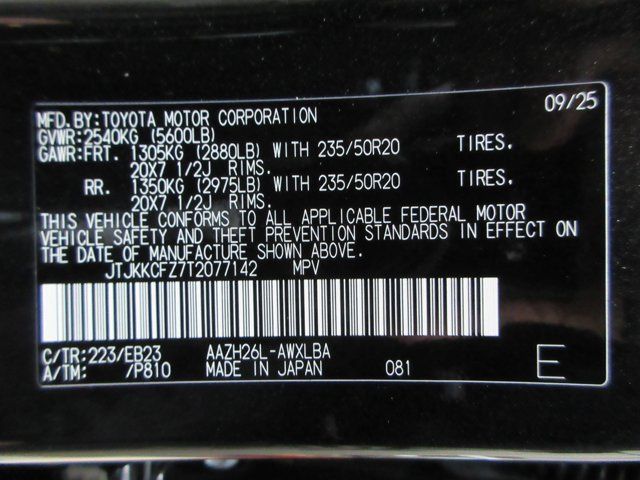 09/25
MFD.BY:TOYOTA MOTOR CORPORATION
GVWR:2540KG (5600LB)
GAWR:FRT. 1305KG (2880LB) WITH 235/50R20 TIRES.
20X7 1/2J RIMS.
RR. 1350KG (2975LB) WITH 235/50R20 TIRES.
20X7 1/2J RIMS.
THIS VEHICLE CONFORMS TO ALL APPLICABLE FEDERAL MOTOR
VEHICLE SAFETY AND THEFT PREVENTION STANDARDS IN EFFECT ON
THE DATE OF MANUFACTURE SHOWN ABOVE.
JTJKKCFZ7T2077142 MPV
C/TR:223/EB23 AAZH26L-AWXLBA
A/TM: /P810 MADE IN JAPAN 081 E